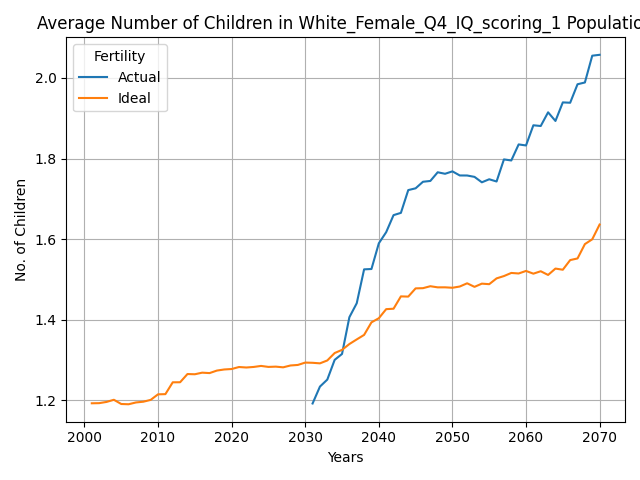 Average Number of Children in White_Female_Q4_IQ_scoring_1 Populatio
Fertility
Actual
Ideal
2.0
1.8
1.6
1.4
1.2
No. of Children
2000 2010 2020 2030 2040 2050 2060 2070
Years